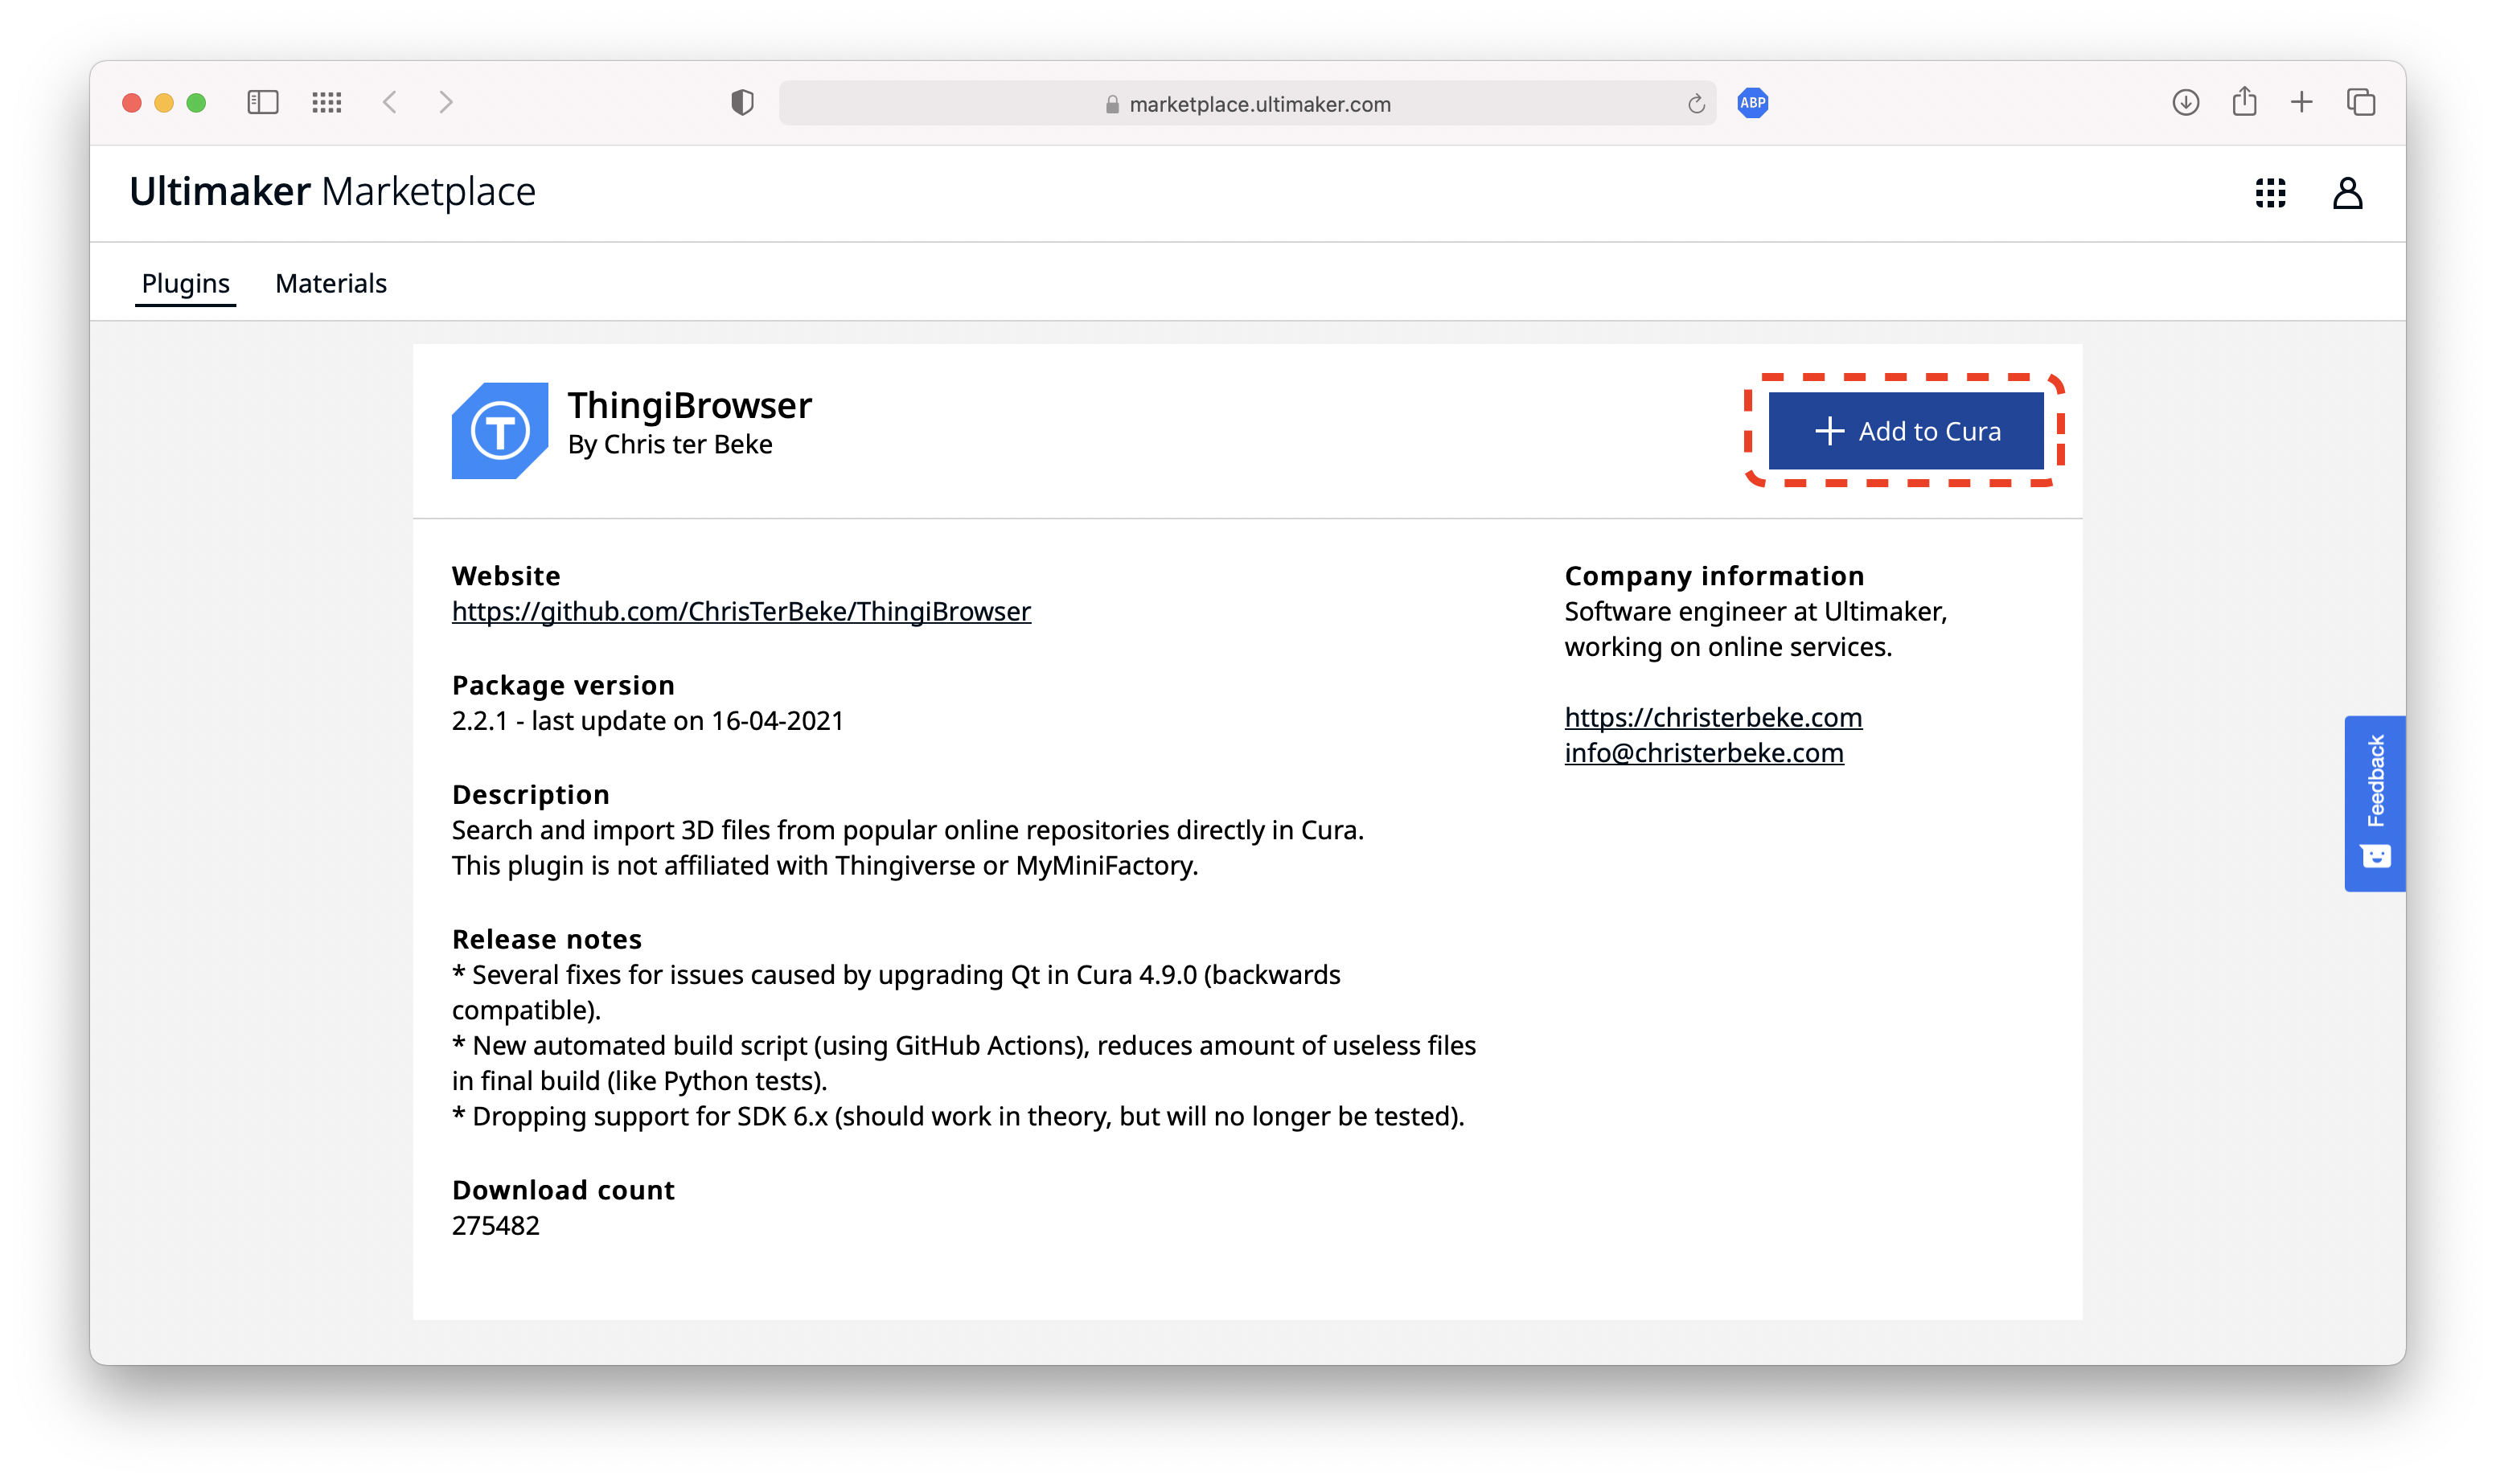 marketplace.ultimaker.com
ABP
Ultimaker Marketplace
Plugins
Materials
T
ThingiBrowser
By Chris ter Beke
Add to Cura
Website
https://github.com/ChrisTerBeke/ThingiBrowser
Package version
2.2.1 - last update on 16-04-2021
Description
Search and import 3D files from popular online repositories directly in Cura.
This plugin is not affiliated with Thingiverse or MyMiniFactory.
Release notes
* Several fixes for issues caused by upgrading Qt in Cura 4.9.0 (backwards
compatible).
* New automated build script (using GitHub Actions), reduces amount of useless files
in final build (like Python tests).
* Dropping support for SDK 6.x (should work in theory, but will no longer be tested).
Download count
275482
Company information
Software engineer at Ultimaker,
working on online services.
https://christerbeke.com
info@christerbeke.com
Feedback